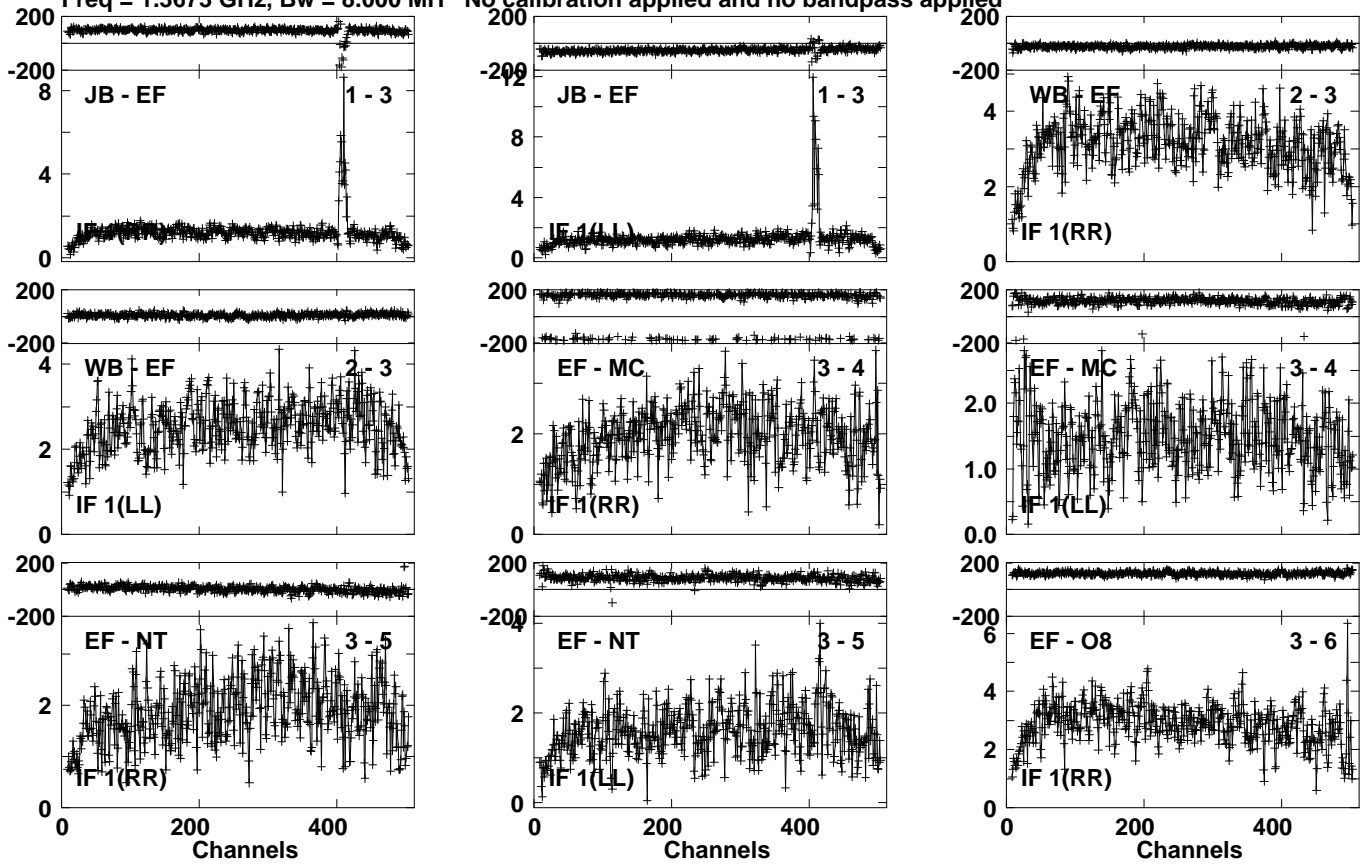 Freq = 1.3673 GHz, Bw = 8.000 MH No calibration applied and no bandpass applied
200
-200
8
4
0
JB - EF
1 - 3
200
-200
12
8
4
0
JB - EF
1 - 3
IF 1(LL)
200
-200
4
2
0
WB - EF
2 - 3
IF 1(RR)
200
-200
4
2
0
WB - EF
2 - 3
IF 1(LL)
200
-200
2
0
EF - MC
3 - 4
IF 1(RR)
200
-200
2.0
1.0
0.0
EF - MC
3 - 4
IF 1(LL)
200
-200
2
0
EF - NT
3 - 5
IF 1(RR)
0 200 400
Channels
200
-200
4
2
0
EF - NT
3 - 5
IF 1(LL)
0 200 400
Channels
200
-200
6
4
2
0
EF - O8
3 - 6
IF 1(RR)
0 200 400
Channels